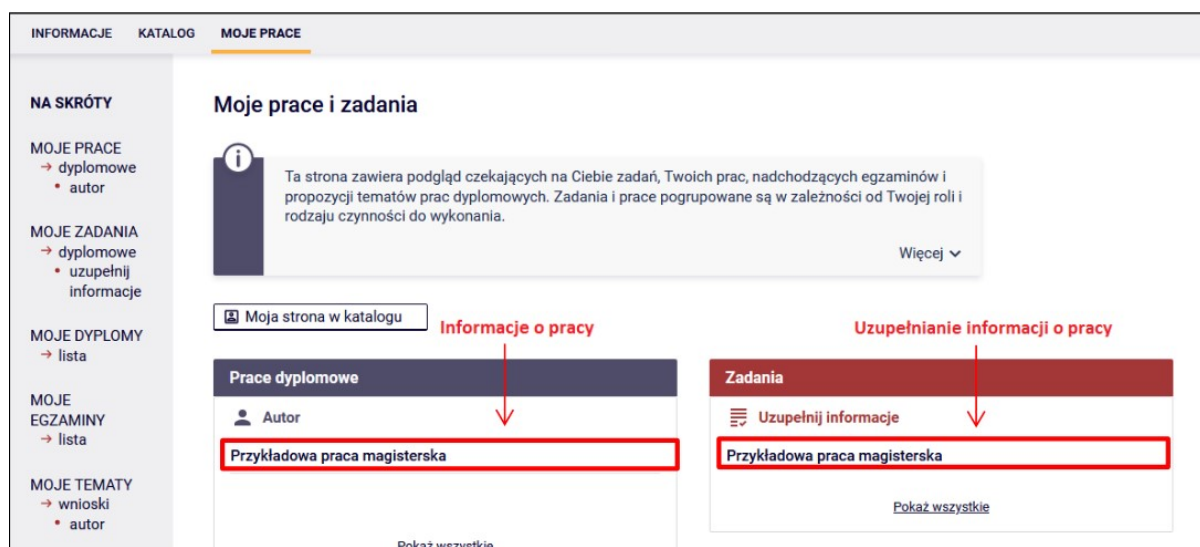 INFORMACJE KATALOG MOJE PRACE
NA SKRÓTY
MOJE PRACE
→ dyplomowe
• autor
MOJE ZADANIA
→ dyplomowe
• uzupełnij
informacje
MOJE DYPLOMY
→ lista
MOJE
EGZAMINY
→ lista
MOJE TEMATY
→ wnioski
• autor
Moje prace i zadania
Ta strona zawiera podgląd czekających na Ciebie zadań, Twoich prac, nadchodzących egzaminów i
propozycji tematów prac dyplomowych. Zadania i prace pogrupowane są w zależności od Twojej roli i
rodzaju czynności do wykonania.
Więcej
Moja strona w katalogu
Informacje o pracy
Prace dyplomowe
Autor
Przykładowa praca magisterska
Pokaż wszystkie
Uzupełnianie informacji o pracy
Zadania
Uzupełnij informacje
Przykładowa praca magisterska
Pokaż wszystkie